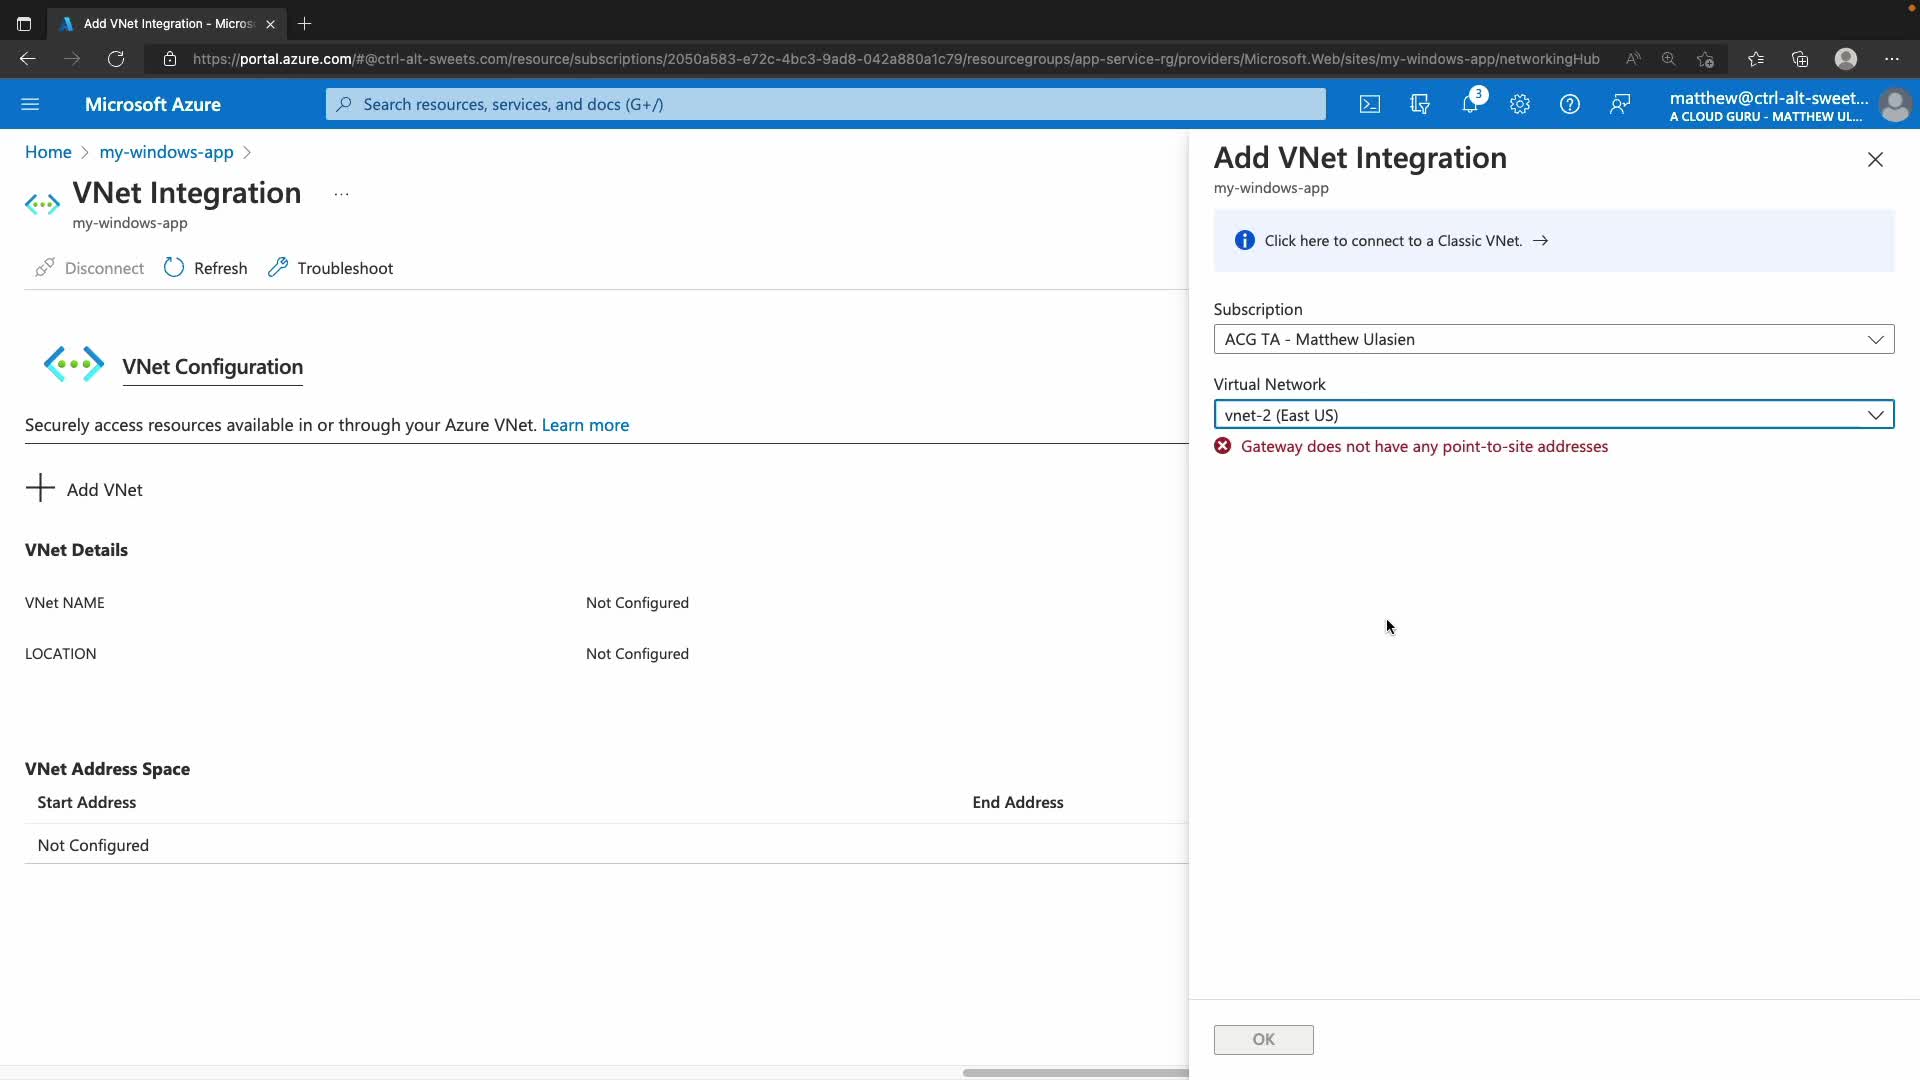 Add VNet Integration - Micros
https://portal.azure.com/#@ctrl-alt-sweets.com/resource/subscriptions/2050a583-e72c-4bc3-9ad8-042a880a1c79/resourcegroups/app-service-rg/providers/Microsoft.Web/sites/my-windows-app/networkingHub
Microsoft Azure
Search resources, services, and docs (G+/)
3
matthew@ctrl-alt-sweet...
A CLOUD GURU - MATTHEW UL...
Home > my-windows-app >
VNet Integration ...
my-windows-app
Disconnect Refresh Troubleshoot
VNet Configuration
Securely access resources available in or through your Azure VNet. Learn more
Add VNet
VNet Details
VNet NAME Not Configured
LOCATION Not Configured
VNet Address Space
Start Address End Address
Not Configured
Add VNet Integration
my-windows-app
Click here to connect to a Classic VNet. →
Subscription
ACG TA - Matthew Ulasien
Virtual Network
vnet-2 (East US)
Gateway does not have any point-to-site addresses
OK